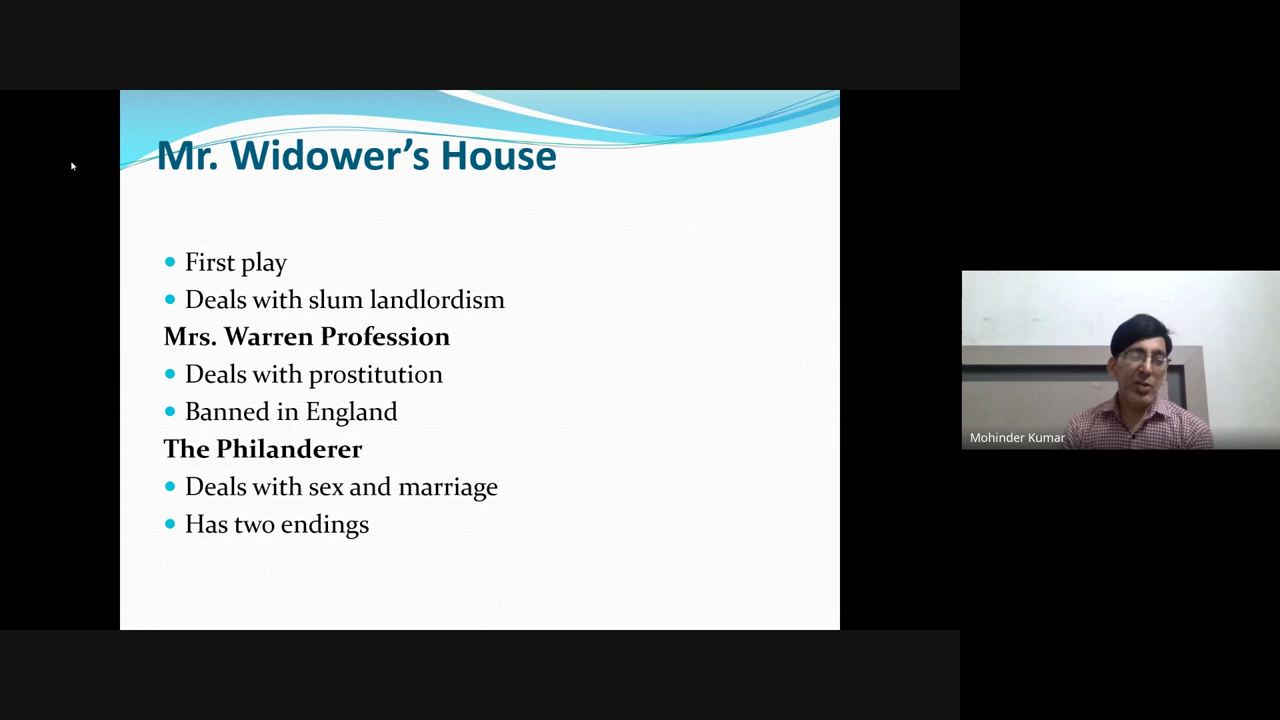 Mr. Widower’s House
First play
Deals with slum landlordism
Mrs. Warren Profession
Deals with prostitution
Banned in England
The Philanderer
Deals with sex and marriage
Has two endings
Mohinder Kumar